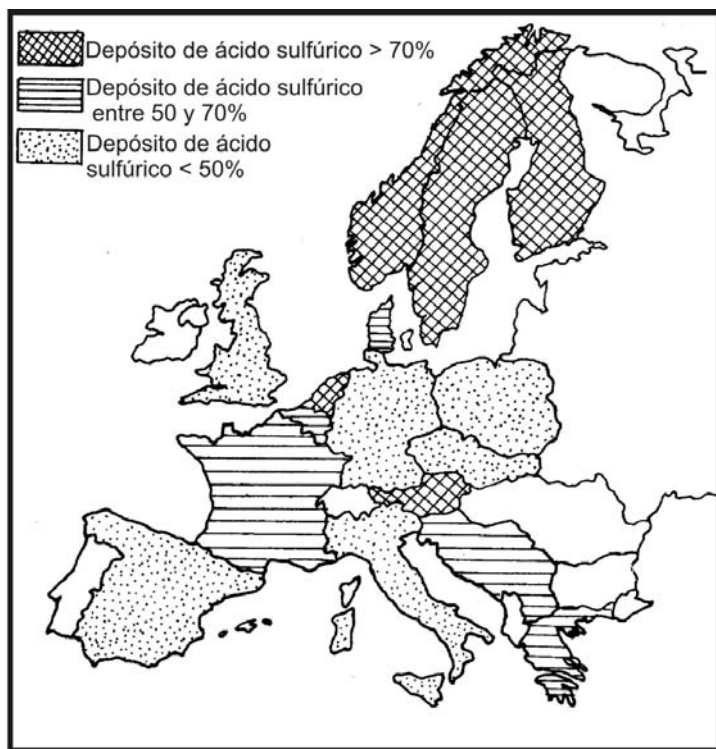 Depósito de ácido sulfúrico > 70%
Depósito de ácido sulfúrico
entre 50 y 70%
Depósito de ácido
sulfúrico < 50%